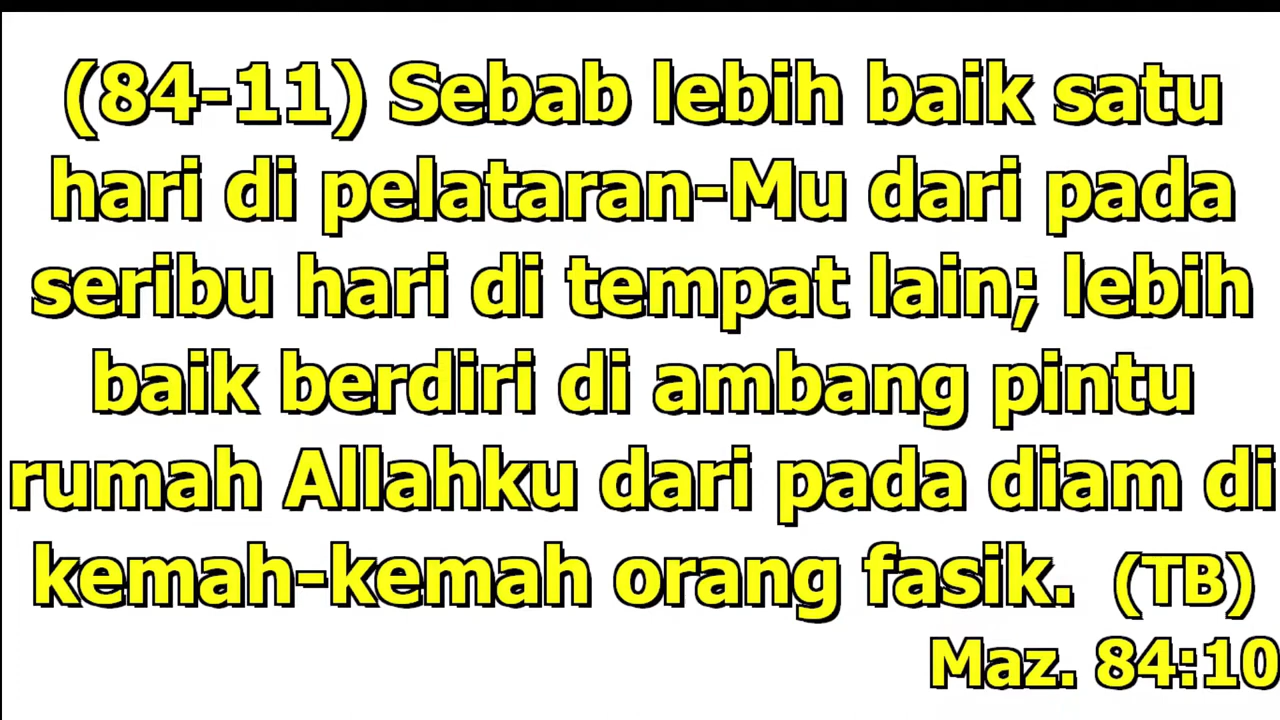 (84-11) Sebab lebih baik satu
hari di pelataran-Mu dari pada
seribu hari di tempat lain; lebih
baik berdiri di ambang pintu
rumah Allahku dari pada diam di
kemah-kemah orang fasik. (TB)
Maz. 84:10